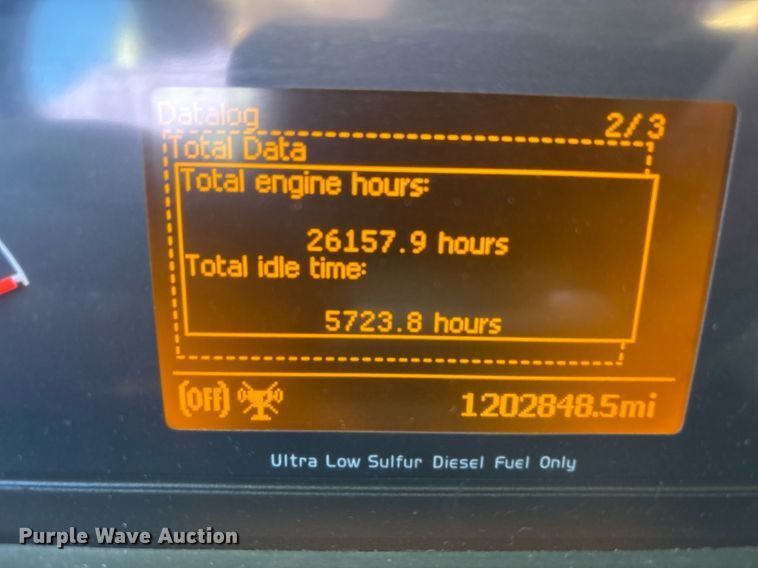 Datalog 2/3
Total Data
Total engine hours:
26157.9 hours
Total idle time:
5723.8 hours
(OFF) 1202848.5mi
Ultra Low Sulfur Diesel Fuel Only
Purple Wave Auction